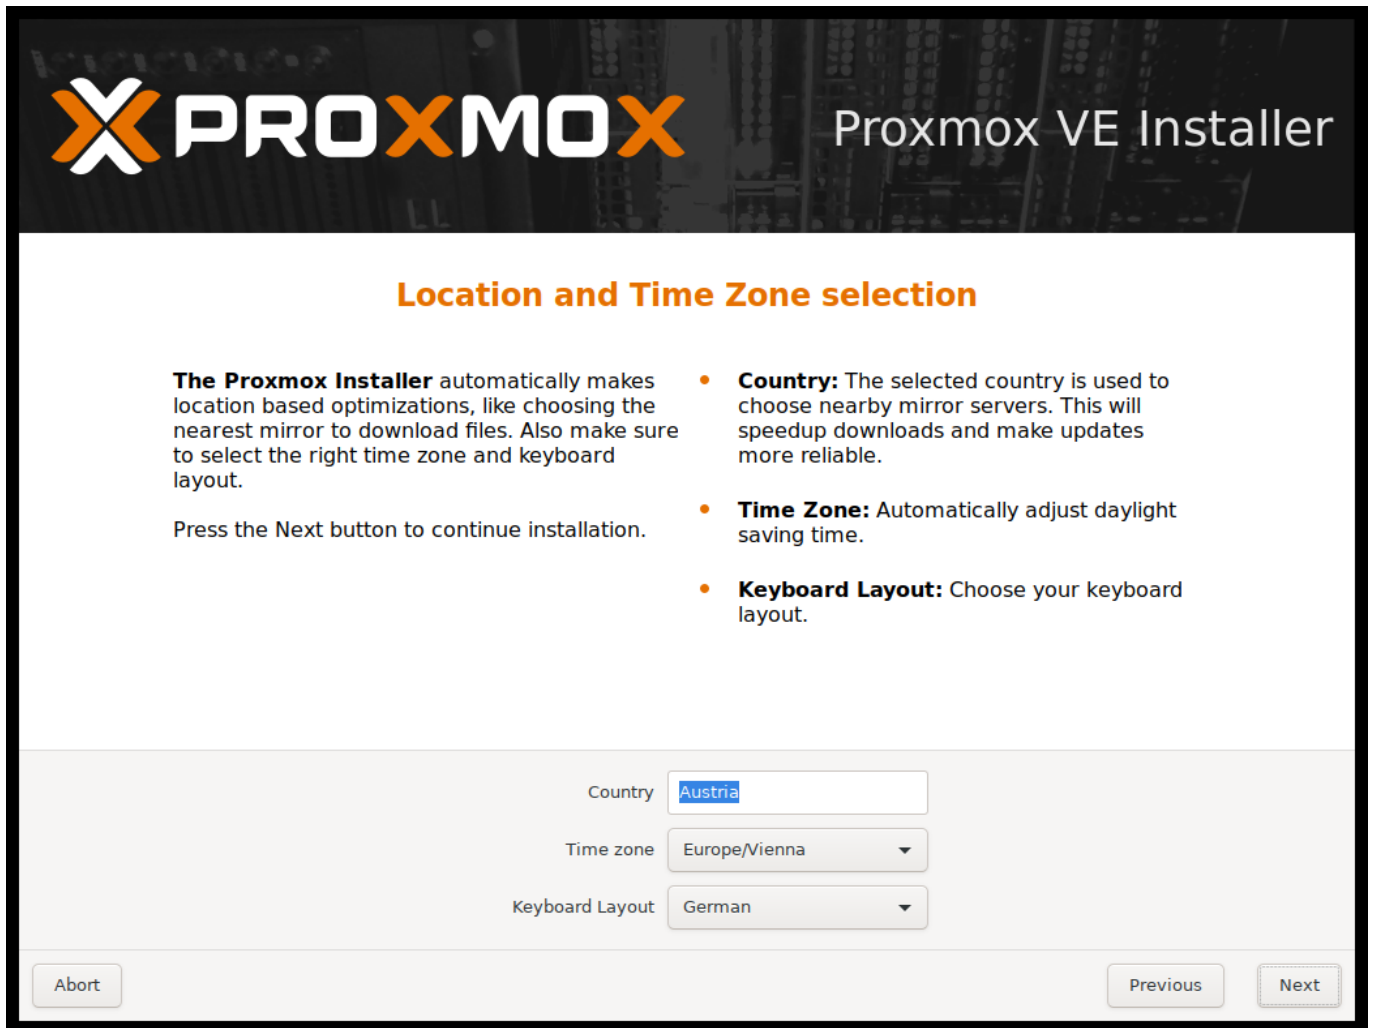 PROXMOX
Proxmox VE Installer
Location and Time Zone selection
The Proxmox Installer automatically makes
location based optimizations, like choosing the
nearest mirror to download files. Also make sure
to select the right time zone and keyboard
layout.
Press the Next button to continue installation.
Country: The selected country is used to
choose nearby mirror servers. This will
speedup downloads and make updates
more reliable.
Time Zone: Automatically adjust daylight
saving time.
Keyboard Layout: Choose your keyboard
layout.
Country Austria
Time zone Europe/Vienna
Keyboard Layout German
Abort Previous Next